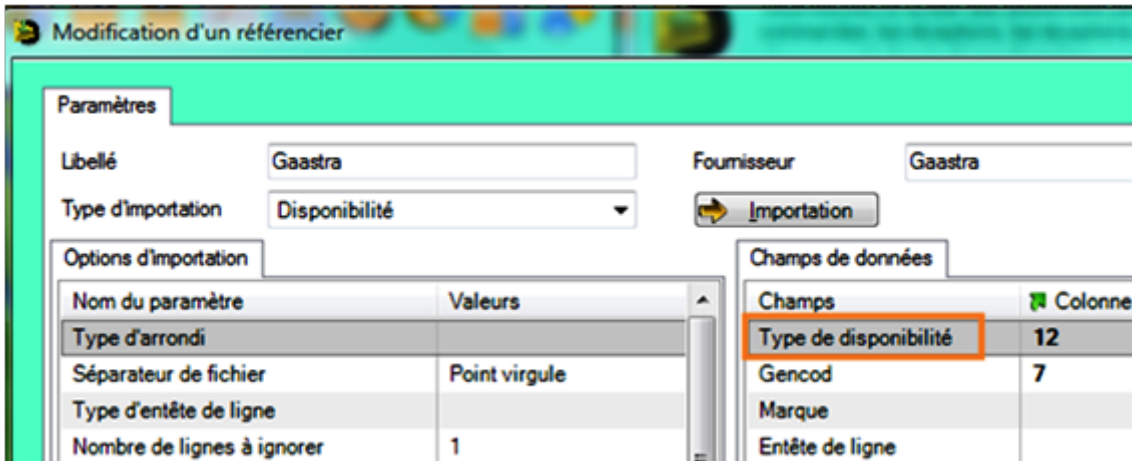 Modification d'un référencier
Paramètres
Libellé Gaastra Fournisseur Gaastra
Type d'importation Disponibilité Importation
Options d'importation Champs de données
Nom du paramètre Valeurs Champs Colonne
Type d'arrondi Type de disponibilité 12
Séparateur de fichier Point virgule Gencod 7
Type d'entête de ligne Marque
Nombre de lignes à ignorer 1 Entête de ligne